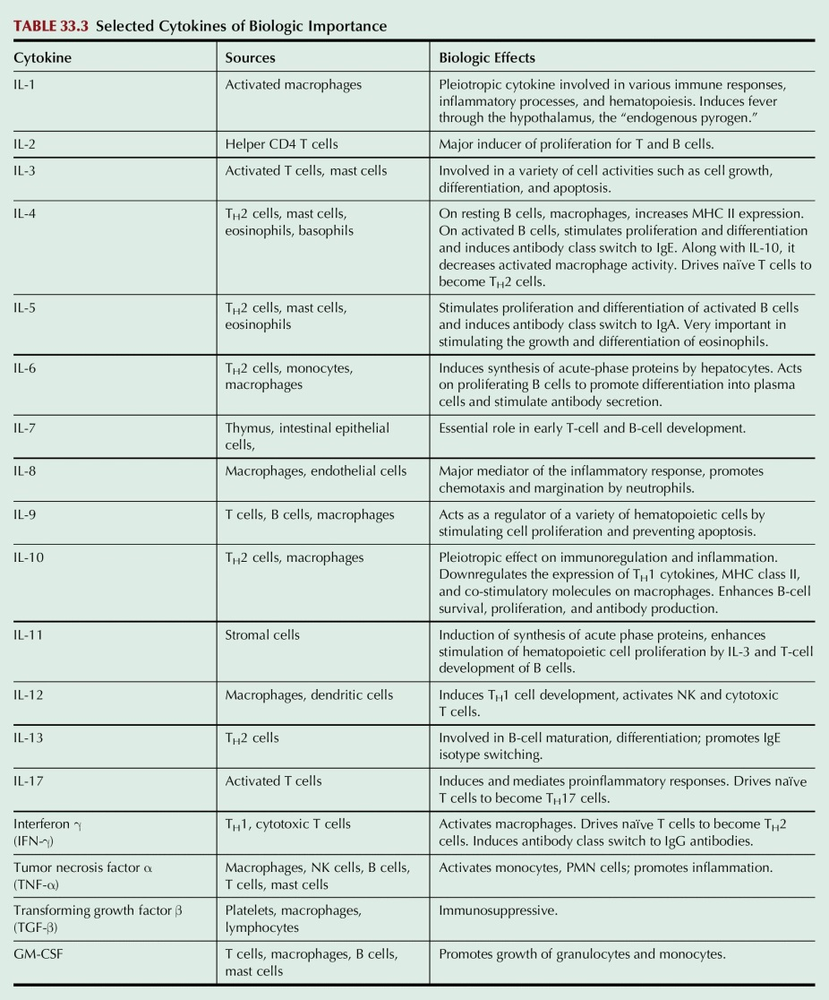 TABLE 33.3 Selected Cytokines of Biologic Importance
Cytokine Sources Biologic Effects
IL-1 Activated macrophages Pleiotropic cytokine involved in various immune responses,
inflammatory processes, and hematopoiesis. Induces fever
through the hypothalamus, the “endogenous pyrogen.”
IL-2 Helper CD4 T cells Major inducer of proliferation for T and B cells.
IL-3 Activated T cells, mast cells Involved in a variety of cell activities such as cell growth,
differentiation, and apoptosis.
IL-4 TH2 cells, mast cells, On resting B cells, macrophages, increases MHC II expression.
eosinophils, basophils On activated B cells, stimulates proliferation and differentiation
and induces antibody class switch to IgE. Along with IL-10, it
decreases activated macrophage activity. Drives naïve T cells to
become TH2 cells.
IL-5 TH2 cells, mast cells, Stimulates proliferation and differentiation of activated B cells
eosinophils and induces antibody class switch to IgA. Very important in
stimulating the growth and differentiation of eosinophils.
IL-6 TH2 cells, monocytes, Induces synthesis of acute-phase proteins by hepatocytes. Acts
macrophages on proliferating B cells to promote differentiation into plasma
cells and stimulate antibody secretion.
IL-7 Thymus, intestinal epithelial Essential role in early T-cell and B-cell development.
cells,
IL-8 Macrophages, endothelial cells Major mediator of the inflammatory response, promotes
chemotaxis and margination by neutrophils.
IL-9 T cells, B cells, macrophages Acts as a regulator of a variety of hematopoietic cells by
stimulating cell proliferation and preventing apoptosis.
IL-10 TH2 cells, macrophages Pleiotropic effect on immunoregulation and inflammation.
Downregulates the expression of TH1 cytokines, MHC class II,
and co-stimulatory molecules on macrophages. Enhances B-cell
survival, proliferation, and antibody production.
IL-11 Stromal cells Induction of synthesis of acute phase proteins, enhances
stimulation of hematopoietic cell proliferation by IL-3 and T-cell
development of B cells.
IL-12 Macrophages, dendritic cells Induces TH1 cell development, activates NK and cytotoxic
T cells.
IL-13 TH2 cells Involved in B-cell maturation, differentiation; promotes IgE
isotype switching.
IL-17 Activated T cells Induces and mediates proinflammatory responses. Drives naïve
T cells to become TH17 cells.
Interferon γ TH1, cytotoxic T cells Activates macrophages. Drives naïve T cells to become TH2
(IFN-γ) cells. Induces antibody class switch to IgG antibodies.
Tumor necrosis factor α Macrophages, NK cells, B cells, Activates monocytes, PMN cells; promotes inflammation.
(TNF-α) T cells, mast cells
Transforming growth factor β Platelets, macrophages, Immunosuppressive.
(TGF-β) lymphocytes
GM-CSF T cells, macrophages, B cells, Promotes growth of granulocytes and monocytes.
mast cells